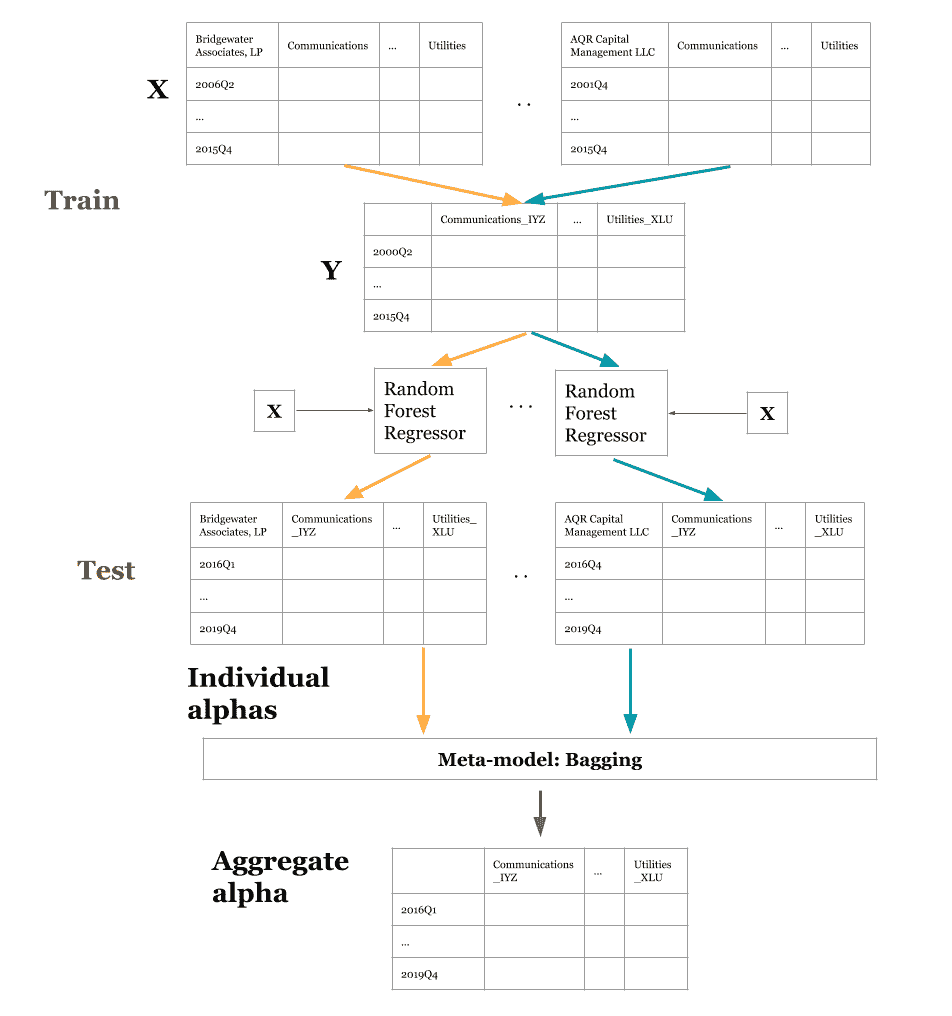 Bridgewater
Associates, LP
Communications
...
Utilities
AQR Capital
Management LLC
Communications
...
Utilities
X
2006Q2
2001Q4
. .
...
...
2015Q4
2015Q4
Train
Communications_IYZ
...
Utilities_XLU
Y
2000Q2
...
2015Q4
X
Random
Forest
Regressor
...
Random
Forest
Regressor
X
Bridgewater
Associates, LP
Communications
_IYZ
...
Utilities_
XLU
AQR Capital
Management LLC
Communications
_IYZ
...
Utilities
_XLU
Test
2016Q1
2016Q4
. .
...
...
2019Q4
2019Q4
Individual
alphas
Meta-model: Bagging
Aggregate
alpha
Communications
_IYZ
...
Utilities
_XLU
2016Q1
...
2019Q4